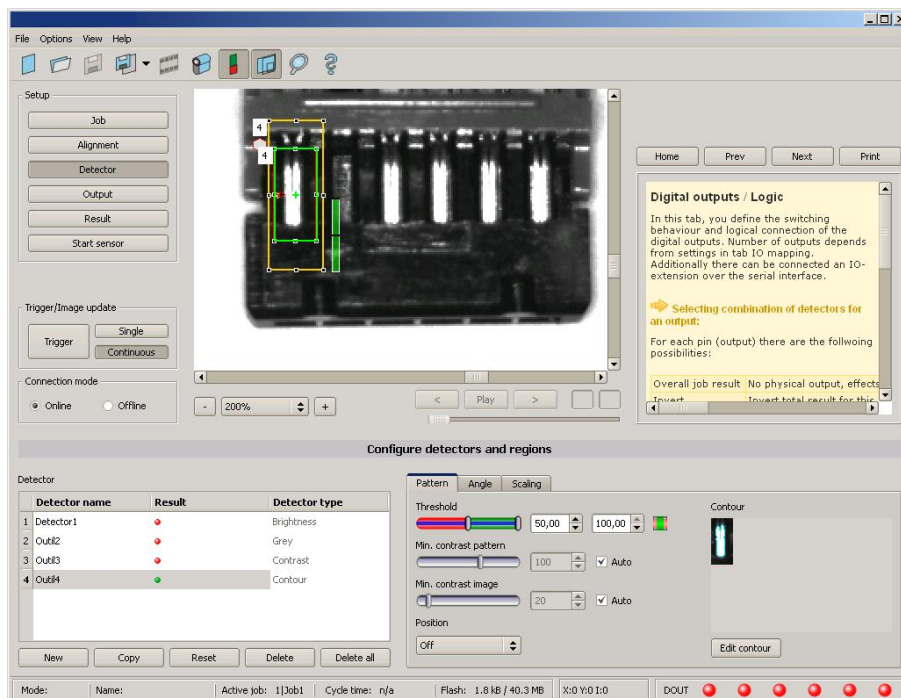 File Options View Help
Setup
Job
Alignment
Detector
Output
Result
Start sensor
Trigger/Image update
Trigger
Single
Continuous
Connection mode
Online Offline
4
4
- 200% +
< Play >
Home Prev Next Print
Digital outputs / Logic
In this tab, you define the switching
behaviour and logical connection of the
digital outputs. Number of outputs depends
from settings in tab IO mapping.
Additionally there can be connected an IO-
extension over the serial interface.
Selecting combination of detectors for
an output:
For each pin (output) there are the follwoing
possibilities:
Overall job result No physical output, effects
Invert Invert total result for this
Configure detectors and regions
Detector
Detector name Result Detector type
1 Detector1 Brightness
2 Outil2 Grey
3 Outil3 Contrast
4 Outil4 Contour
New Copy Reset Delete Delete all
Pattern Angle Scaling
Threshold
50,00 100,00
Min. contrast pattern
100 Auto
Min. contrast image
20 Auto
Position
Off
Contour
Edit contour
Mode: Name: Active job: 1|Job1 Cycle time: n/a Flash: 1.8 kB / 40.3 MB X:0 Y:0 I:0 DOUT